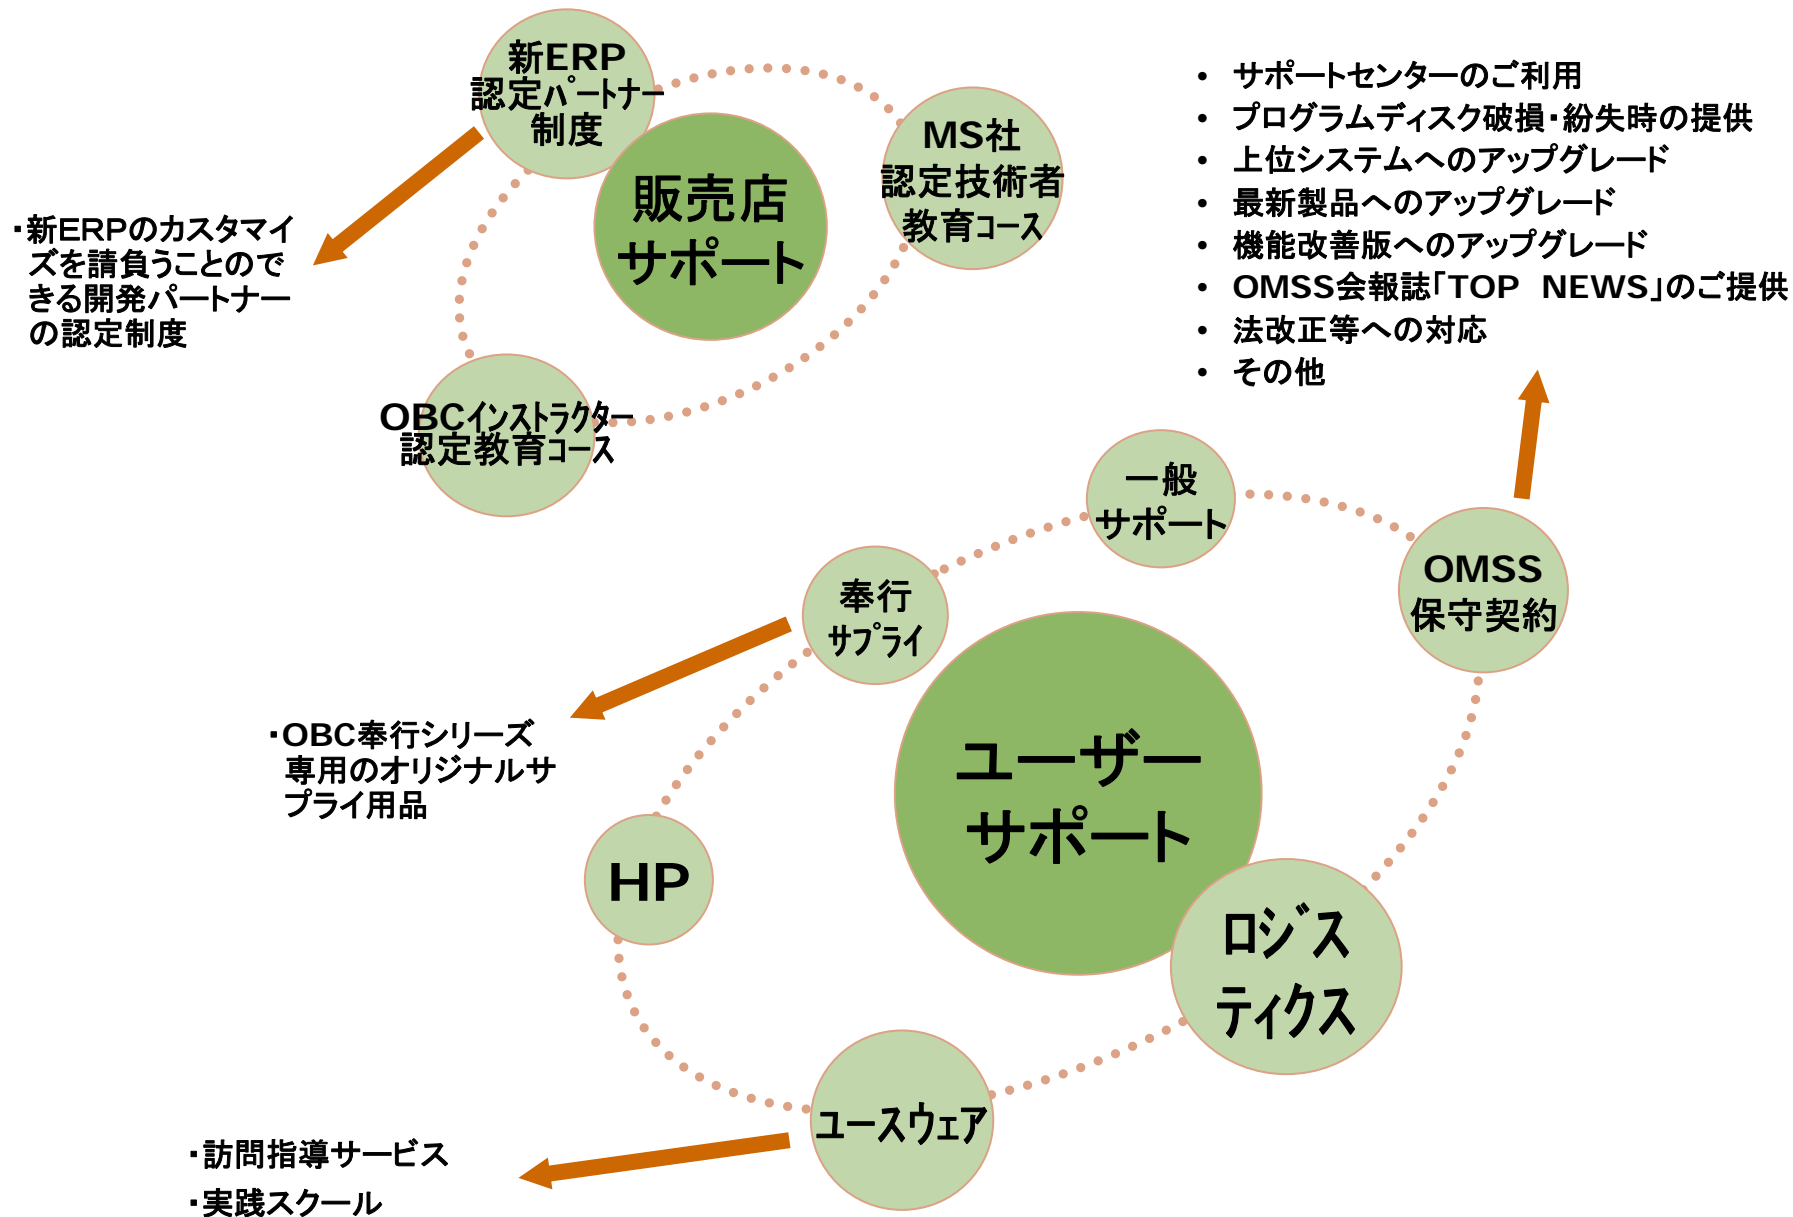 新ERP
認定パートナー
制度
MS社
認定技術者
教育コース
販売店
サポート
OBCインストラクター
認定教育コース
・新ERPのカスタマイ
ズを請負うことので
きる開発パートナー
の認定制度
• サポートセンターのご利用
• プログラムディスク破損・紛失時の提供
• 上位システムへのアップグレード
• 最新製品へのアップグレード
• 機能改善版へのアップグレード
• OMSS会報誌「TOP　NEWS」のご提供
• 法改正等への対応
• その他
一般
サポート
OMSS
保守契約
奉行
サプライ
・OBC奉行シリーズ
専用のオリジナルサ
プライ用品
ユーザー
サポート
HP
ロジス
ティクス
ユースウェア
・訪問指導サービス
・実践スクール